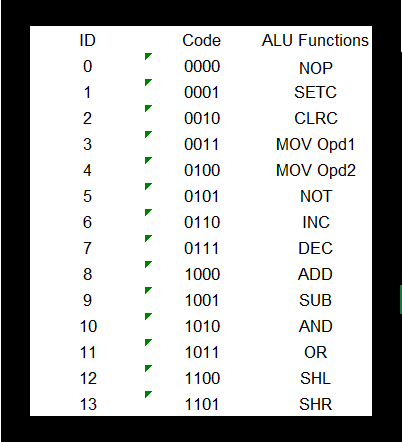 ID Code ALU Functions
0 0000 NOP
1 0001 SETC
2 0010 CLRC
3 0011 MOV Opd1
4 0100 MOV Opd2
5 0101 NOT
6 0110 INC
7 0111 DEC
8 1000 ADD
9 1001 SUB
10 1010 AND
11 1011 OR
12 1100 SHL
13 1101 SHR